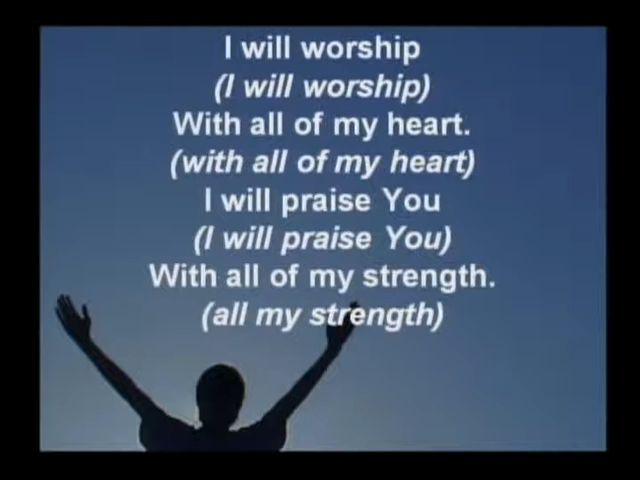 I will worship
(I will worship)
With all of my heart.
(with all of my heart)
I will praise You
(I will praise You)
With all of my strength.
(all my strength)